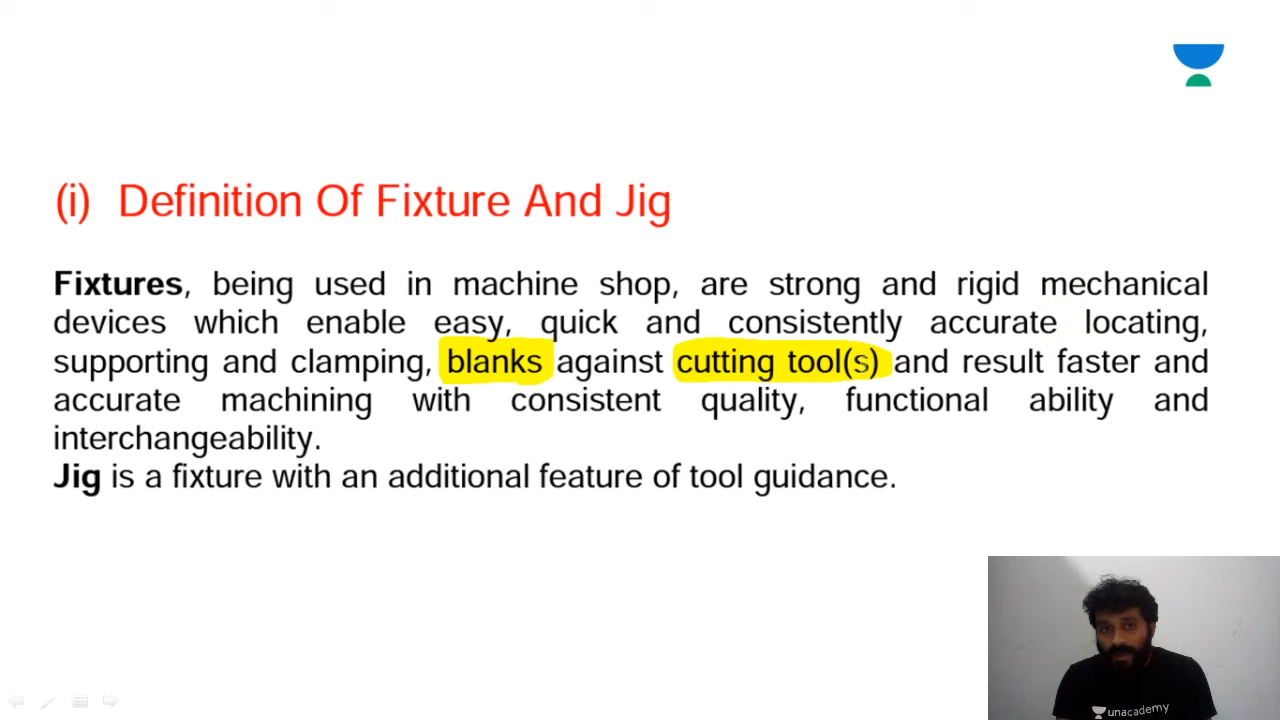 (i) Definition Of Fixture And Jig
Fixtures, being used in machine shop, are strong and rigid mechanical
devices which enable easy, quick and consistently accurate locating,
supporting and clamping, blanks against cutting tool(s) and result faster and
accurate machining with consistent quality, functional ability and
interchangeability.
Jig is a fixture with an additional feature of tool guidance.
unacademy